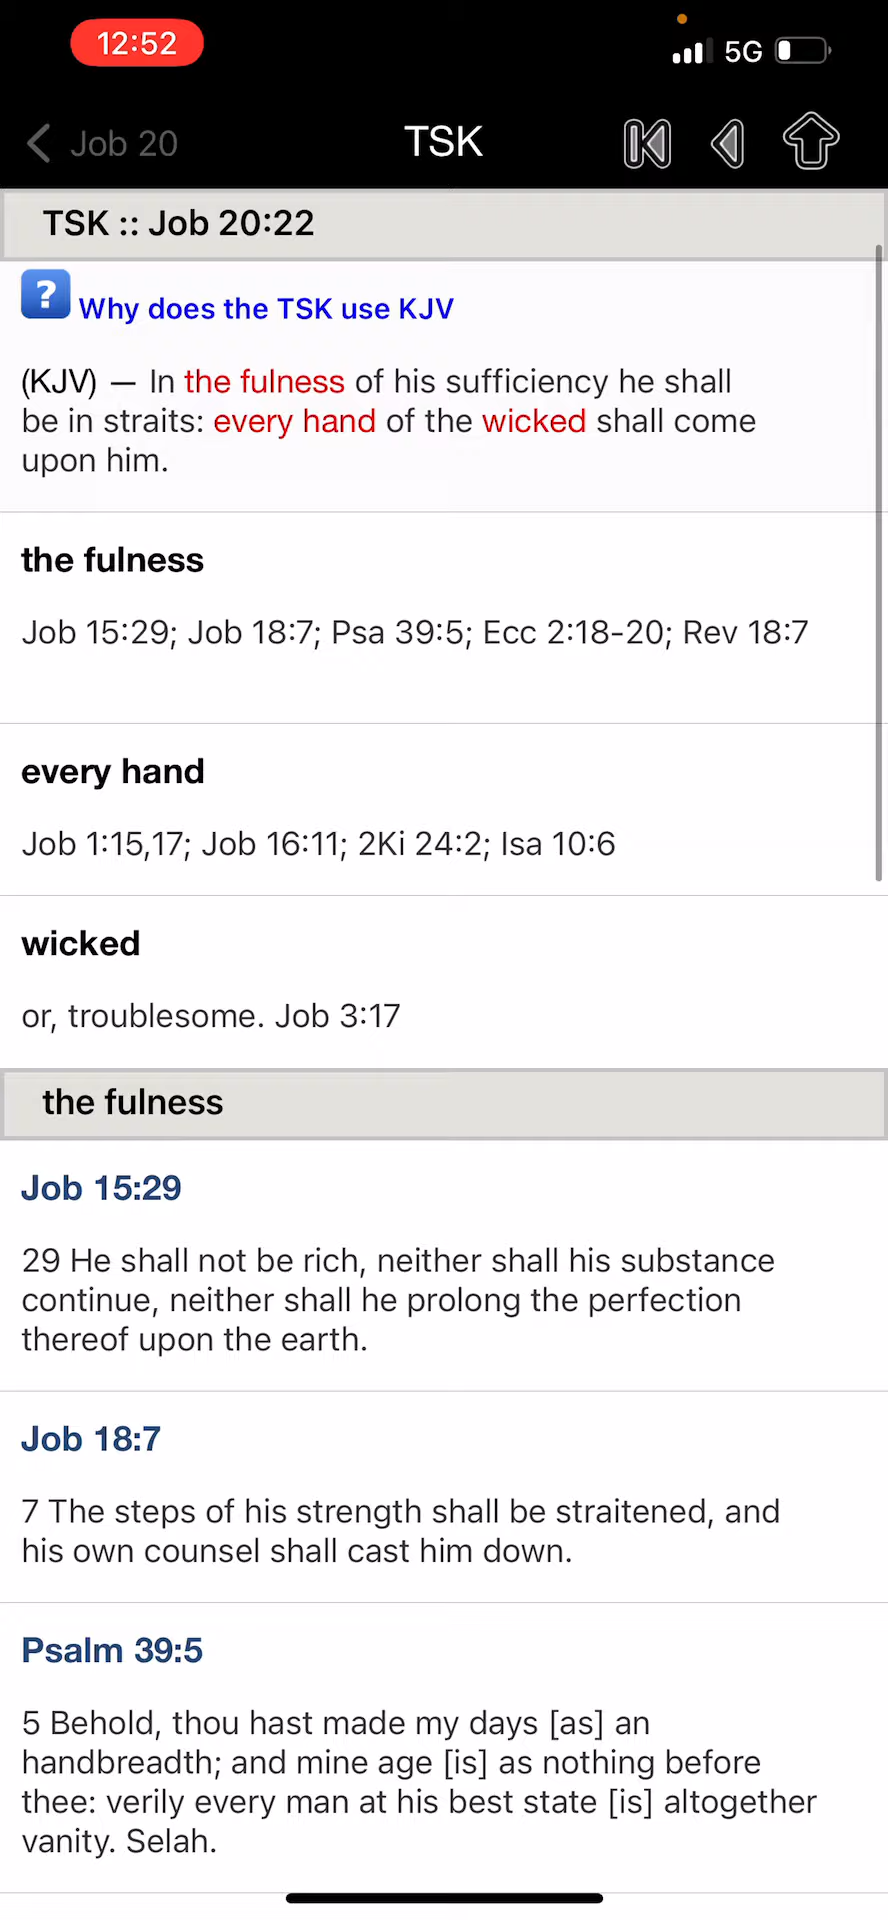 12:52
5G
Job 20
TSK
TSK :: Job 20:22
? Why does the TSK use KJV
(KJV) — In the fulness of his sufficiency he shall
be in straits: every hand of the wicked shall come
upon him.
the fulness
Job 15:29; Job 18:7; Psa 39:5; Ecc 2:18-20; Rev 18:7
every hand
Job 1:15,17; Job 16:11; 2Ki 24:2; Isa 10:6
wicked
or, troublesome. Job 3:17
the fulness
Job 15:29
29 He shall not be rich, neither shall his substance
continue, neither shall he prolong the perfection
thereof upon the earth.
Job 18:7
7 The steps of his strength shall be straitened, and
his own counsel shall cast him down.
Psalm 39:5
5 Behold, thou hast made my days [as] an
handbreadth; and mine age [is] as nothing before
thee: verily every man at his best state [is] altogether
vanity. Selah.